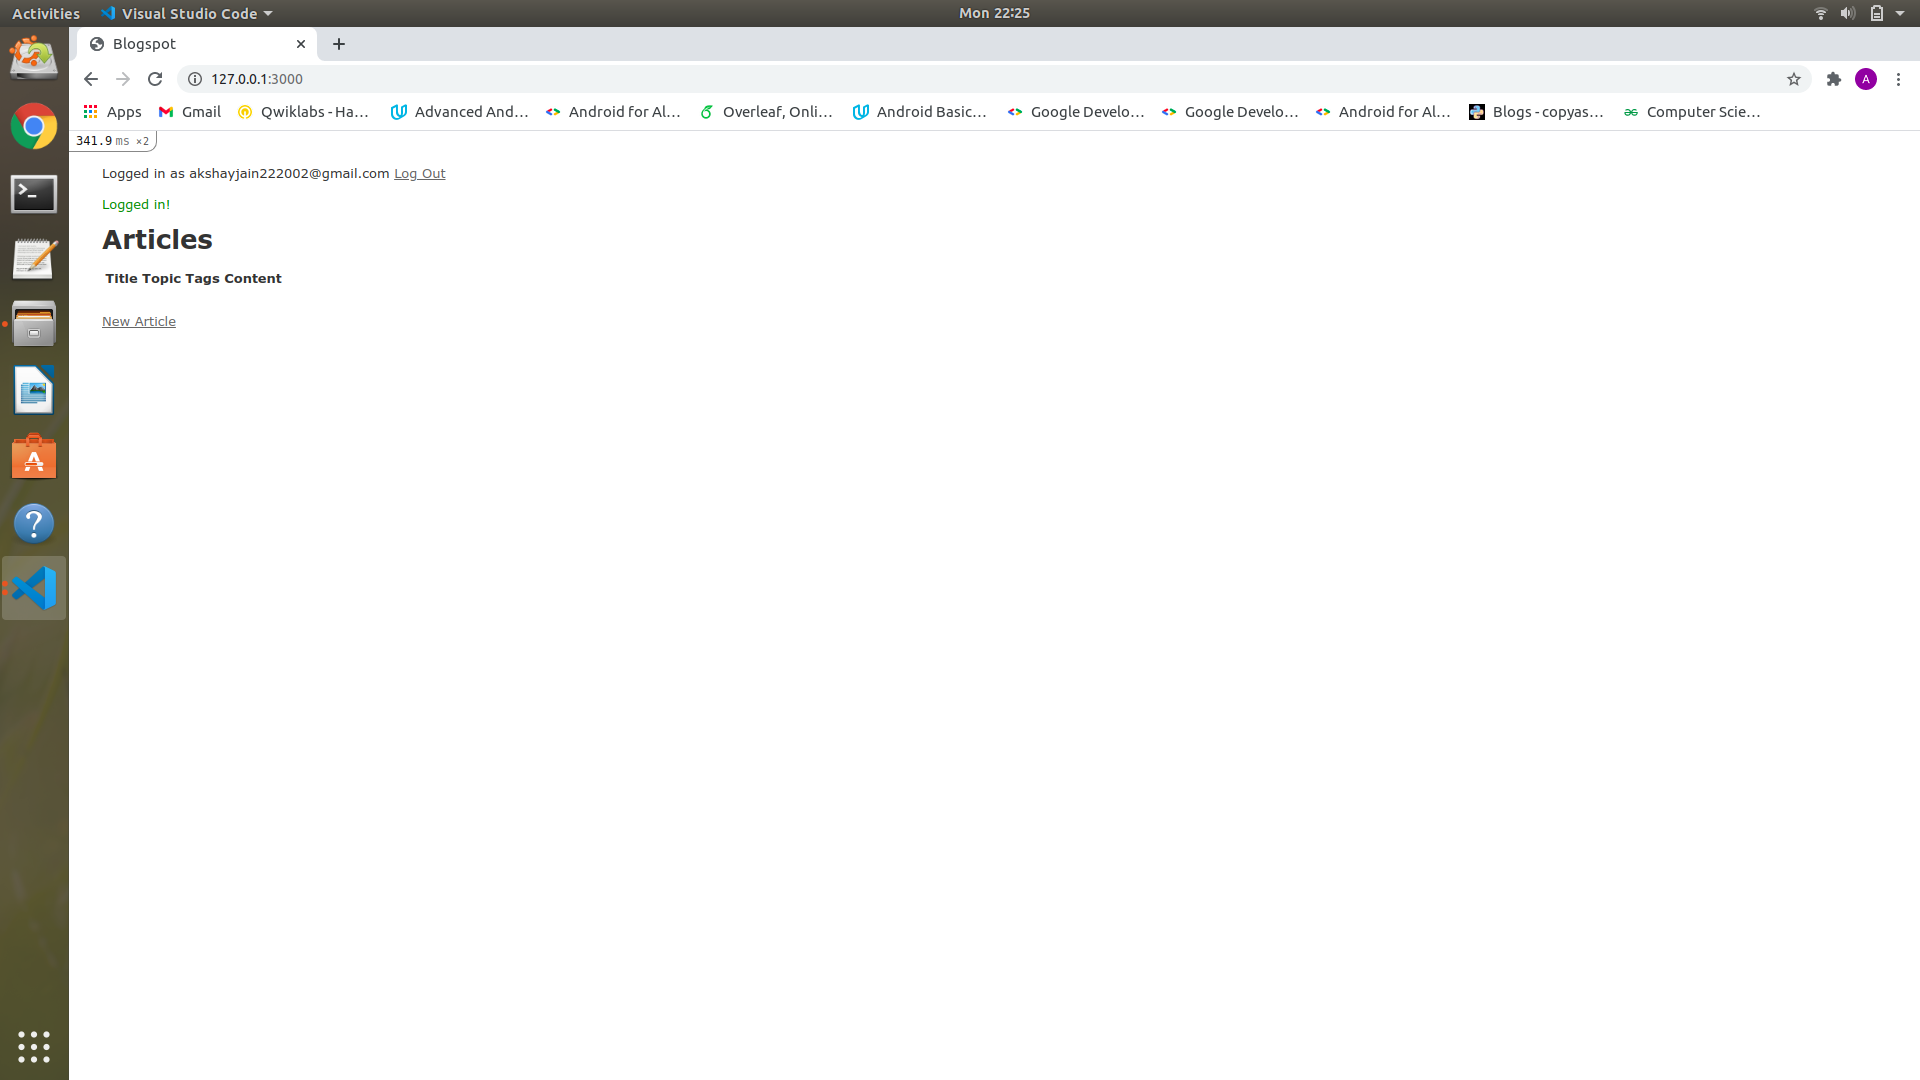 Activities Visual Studio Code Mon 22:25
Blogspot
127.0.0.1:3000 A
Apps Gmail Qwiklabs - Ha… Advanced And… Android for Al… Overleaf, Onli… Android Basic… Google Develo… Google Develo… Android for Al… Blogs - copyas… Computer Scie…
341.9 ms ×2
Logged in as akshayjain222002@gmail.com Log Out
Logged in!
Articles
Title Topic Tags Content
New Article